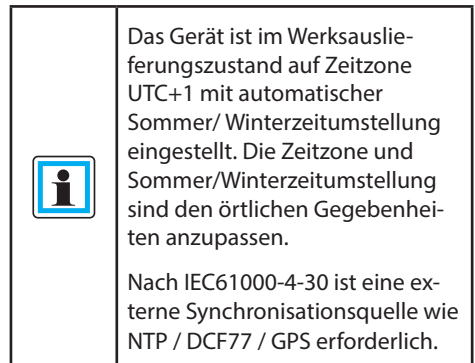 Das Gerät ist im Werksauslie-
ferungszustand auf Zeitzone
UTC+1 mit automatischer
Sommer/ Winterzeitumstellung
eingestellt. Die Zeitzone und
Sommer/Winterzeitumstellung
sind den örtlichen Gegebenhei-
ten anzupassen.
Nach IEC61000-4-30 ist eine ex-
terne Synchronisationsquelle wie
NTP / DCF77 / GPS erforderlich.